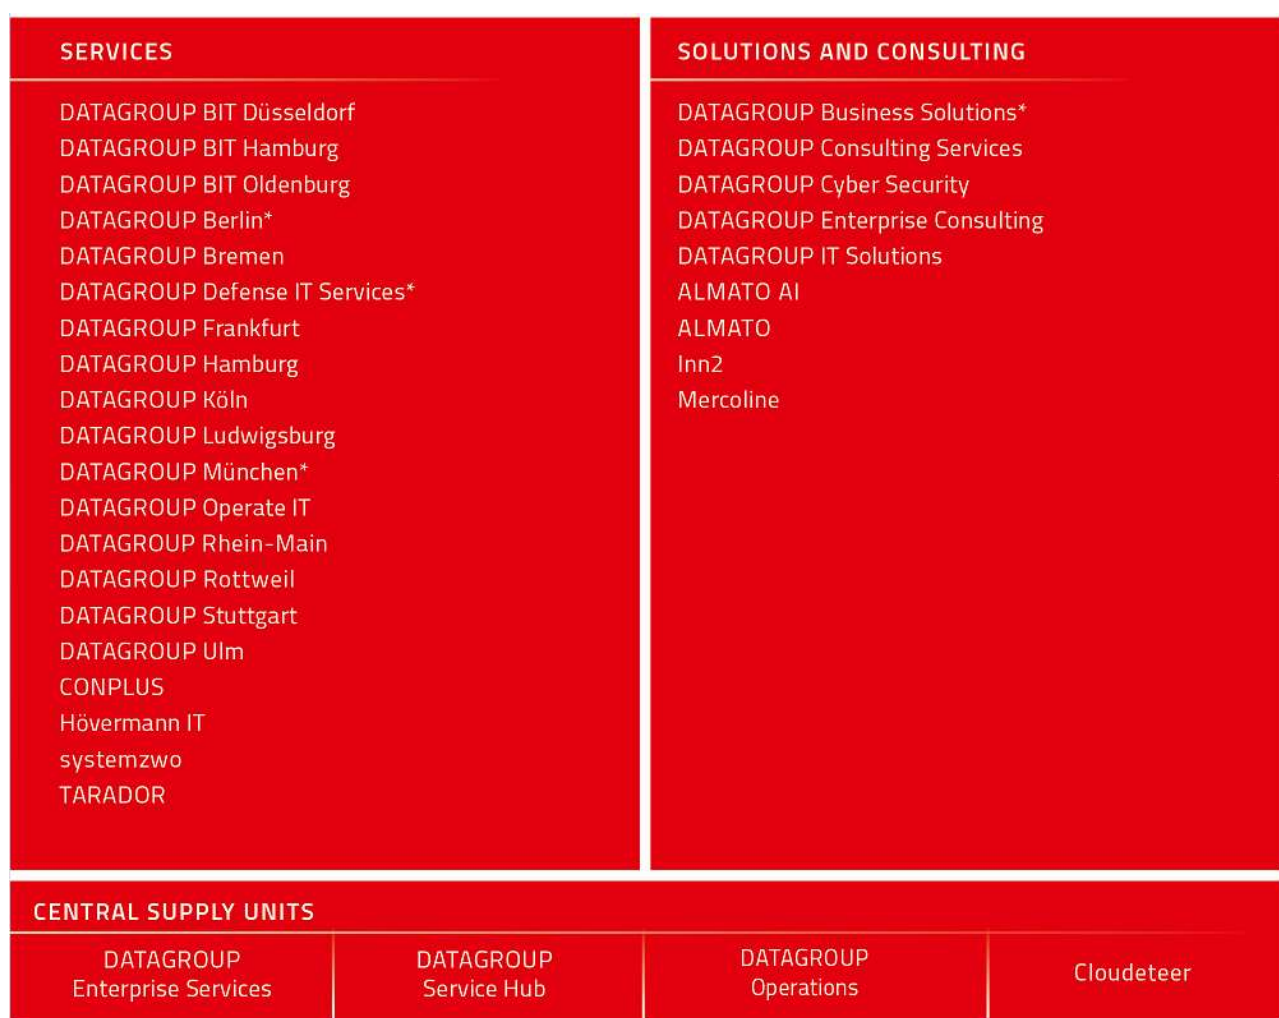 SERVICES
DATAGROUP BIT Düsseldorf
DATAGROUP BIT Hamburg
DATAGROUP BIT Oldenburg
DATAGROUP Berlin*
DATAGROUP Bremen
DATAGROUP Defense IT Services*
DATAGROUP Frankfurt
DATAGROUP Hamburg
DATAGROUP Köln
DATAGROUP Ludwigsburg
DATAGROUP München*
DATAGROUP Operate IT
DATAGROUP Rhein-Main
DATAGROUP Rottweil
DATAGROUP Stuttgart
DATAGROUP Ulm
CONPLUS
Hövermann IT
systemzwo
TARADOR
SOLUTIONS AND CONSULTING
DATAGROUP Business Solutions*
DATAGROUP Consulting Services
DATAGROUP Cyber Security
DATAGROUP Enterprise Consulting
DATAGROUP IT Solutions
ALMATO AI
ALMATO
Inn2
Mercoline
CENTRAL SUPPLY UNITS
DATAGROUP
Enterprise Services
DATAGROUP
Service Hub
DATAGROUP
Operations
Cloudeteer